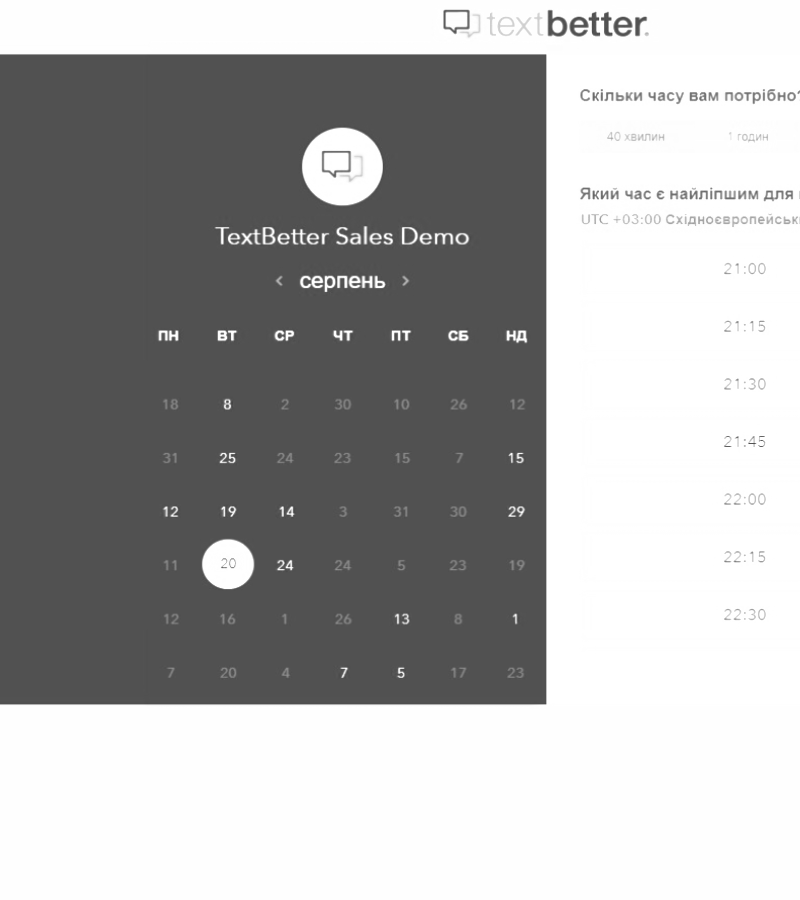 textbetter.
Скільки часу вам потрібно?
40 хвилин 1 годин
TextBetter Sales Demo
Який час є найліпшим для
UTC +03:00
< серпень >
ПН ВТ СР ЧТ ПТ СБ НД
21:00
21:15
21:30
21:45
22:00
22:15
22:30
18 8 2 30 10 26 12
31 25 24 23 15 7 15
12 19 14 3 31 30 29
11 20 24 24 5 23 19
12 16 1 26 13 8 1
7 20 4 7 5 17 23